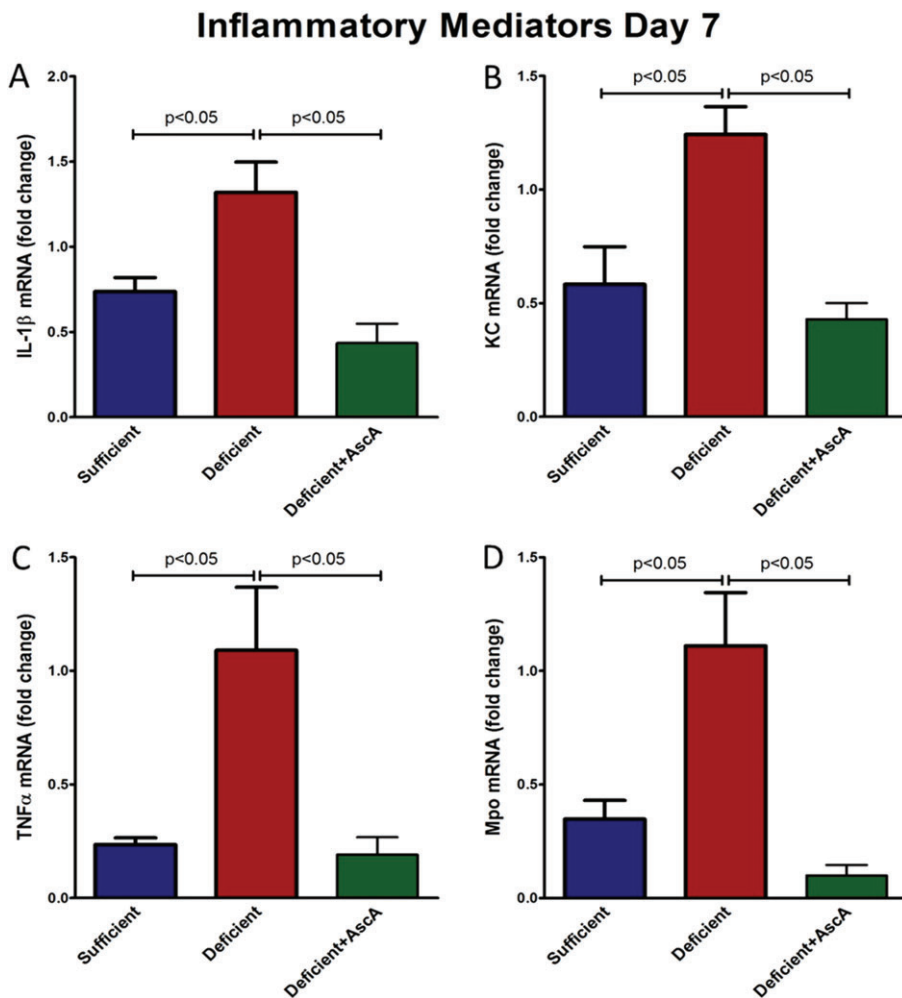 Inflammatory Mediators Day 7
A
IL-1β mRNA (fold change)
2.0
1.5
1.0
0.5
0.0
p<0.05
p<0.05
Sufficient
Deficient
Deficient+AscA
B
KC mRNA (fold change)
1.5
1.0
0.5
0.0
p<0.05
p<0.05
Sufficient
Deficient
Deficient+AscA
C
TNFα mRNA (fold change)
1.5
1.0
0.5
0.0
p<0.05
p<0.05
Sufficient
Deficient
Deficient+AscA
D
Mpo mRNA (fold change)
1.5
1.0
0.5
0.0
p<0.05
p<0.05
Sufficient
Deficient
Deficient+AscA